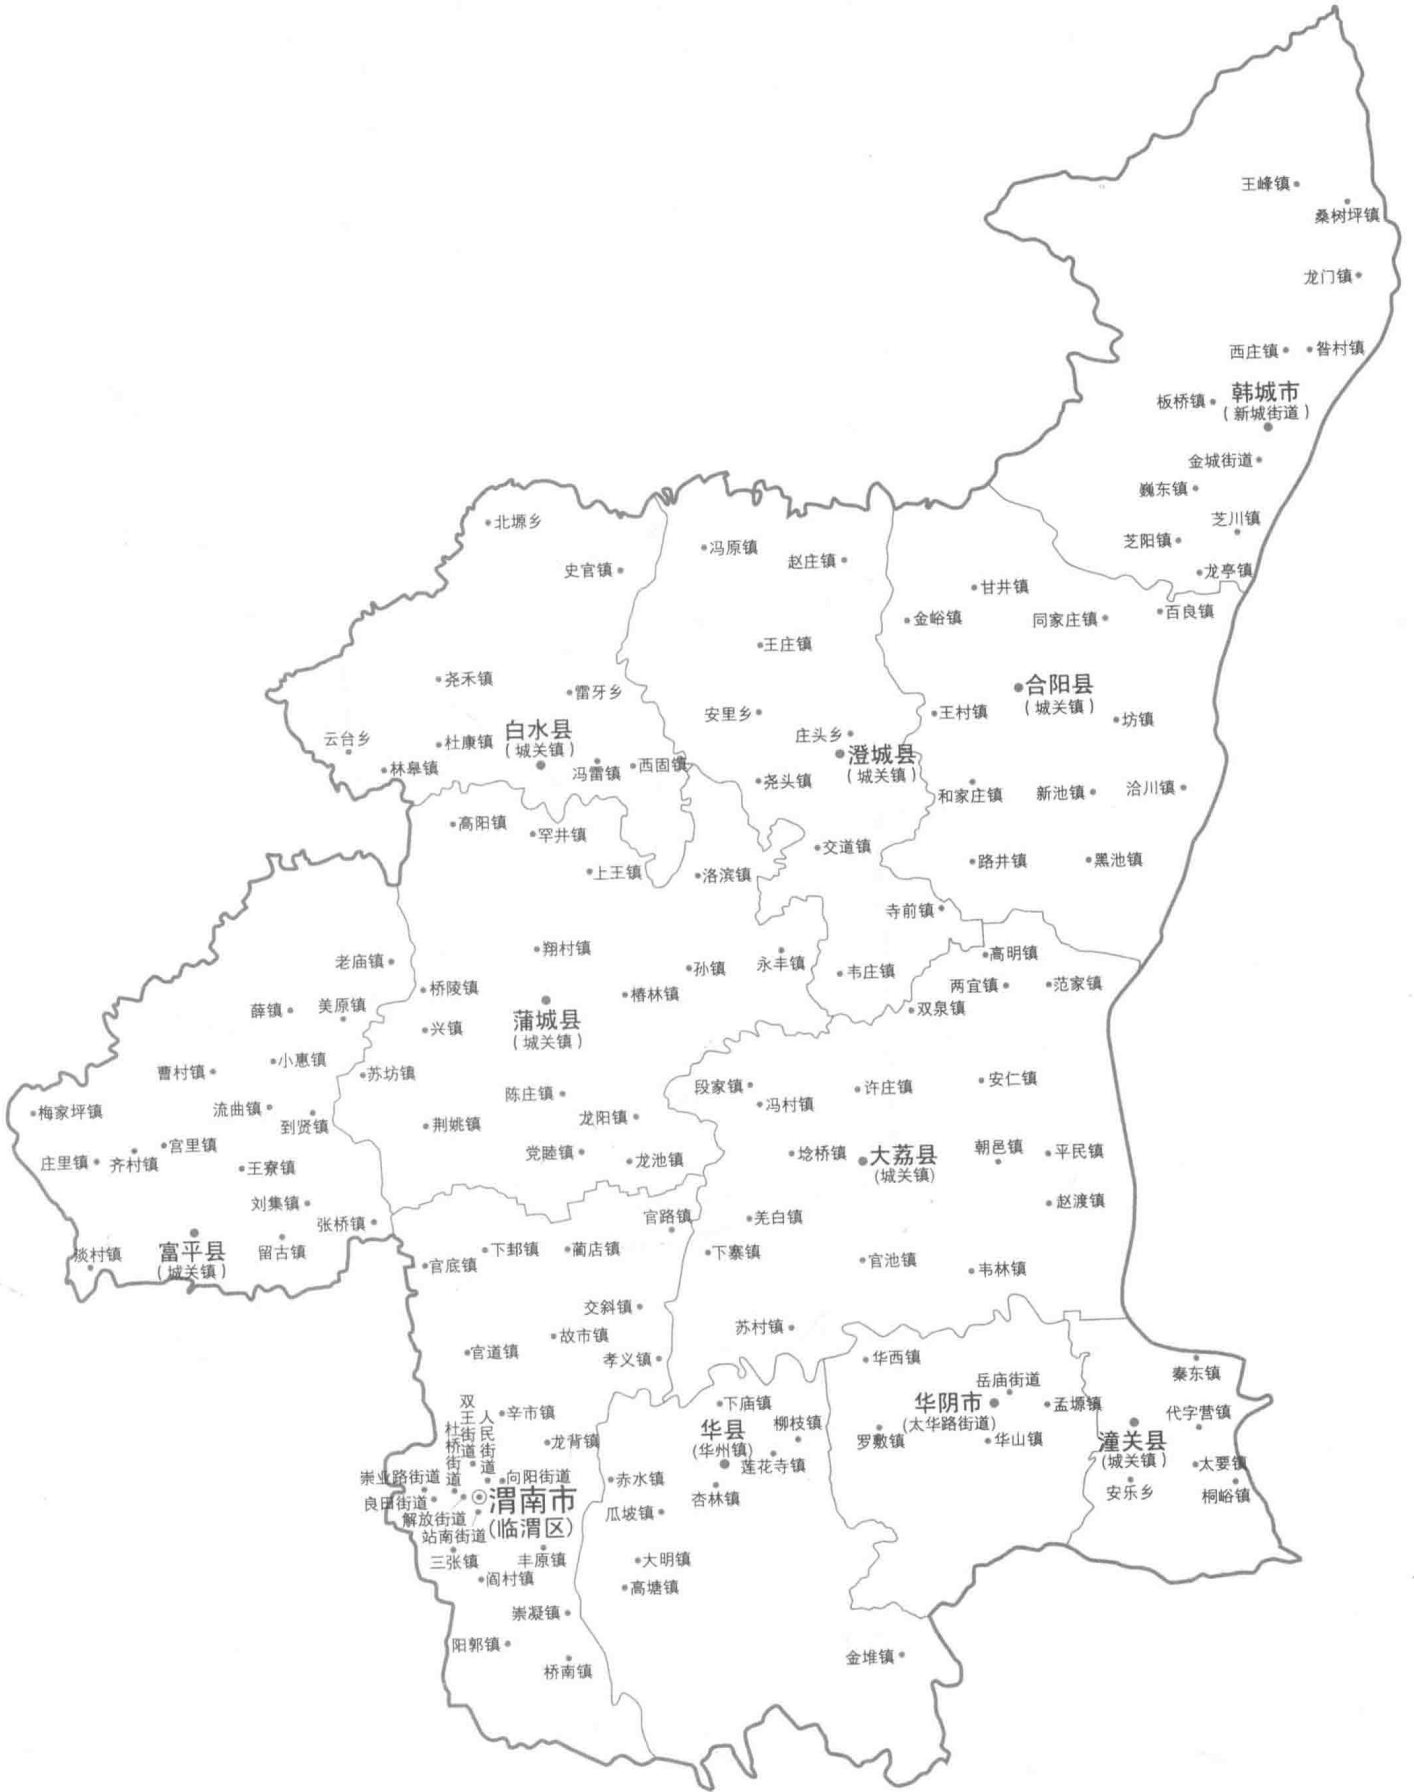 王峰镇
桑树坪镇
龙门镇
西庄镇
昝村镇
韩城市
(新城街道)
板桥镇
金城街道
巍东镇
芝川镇
芝阳镇
龙亭镇
北塬乡
史官镇
尧禾镇
雷牙乡
云台乡
杜康镇
白水县
(城关镇)
林皋镇
冯雷镇
西固镇
冯原镇
赵庄镇
王庄镇
安里乡
庄头乡
澄城县
(城关镇)
尧头镇
交道镇
寺前镇
韦庄镇
甘井镇
金峪镇
同家庄镇
百良镇
合阳县
(城关镇)
王村镇
坊镇
和家庄镇
新池镇
洽川镇
路井镇
黑池镇
高阳镇
罕井镇
上王镇
洛滨镇
翔村镇
孙镇
永丰镇
桥陵镇
椿林镇
蒲城县
(城关镇)
兴镇
苏坊镇
陈庄镇
荆姚镇
龙阳镇
党睦镇
龙池镇
老庙镇
薛镇
美原镇
小惠镇
曹村镇
梅家坪镇
流曲镇
到贤镇
宫里镇
庄里镇
齐村镇
王寮镇
刘集镇
张桥镇
富平县
(城关镇)
留古镇
淡村镇
高明镇
两宜镇
范家镇
双泉镇
段家镇
冯村镇
许庄镇
安仁镇
埝桥镇
大荔县
(城关镇)
朝邑镇
平民镇
赵渡镇
羌白镇
下寨镇
官池镇
韦林镇
苏村镇
官路镇
官底镇
下邽镇
蔺店镇
交斜镇
故市镇
官道镇
孝义镇
双王街道
人民街道
杜桥街道
辛市镇
龙背镇
崇业路街道
向阳街道
良田街道
渭南市
(临渭区)
解放街道
站南街道
三张镇
丰原镇
阎村镇
崇凝镇
阳郭镇
桥南镇
下庙镇
柳枝镇
华县
(华州镇)
莲花寺镇
赤水镇
杏林镇
瓜坡镇
大明镇
高塘镇
金堆镇
华西镇
岳庙街道
华阴市
(太华路街道)
孟塬镇
罗敷镇
华山镇
秦东镇
代字营镇
潼关县
(城关镇)
太要镇
安乐乡
桐峪镇